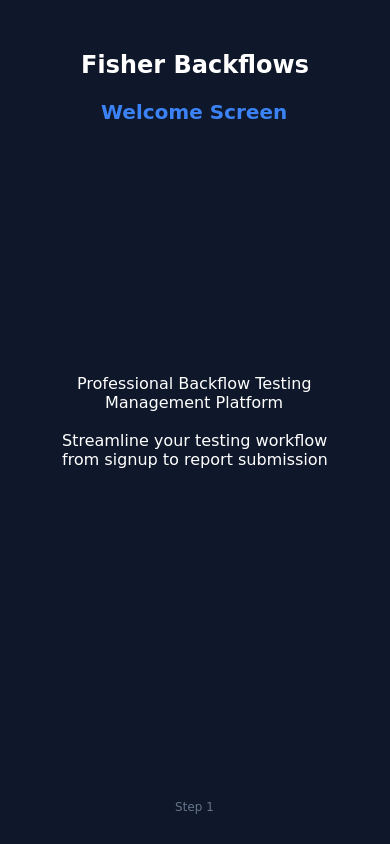 Fisher Backflows
Welcome Screen
Professional Backflow Testing
Management Platform
Streamline your testing workflow
from signup to report submission
Step 1